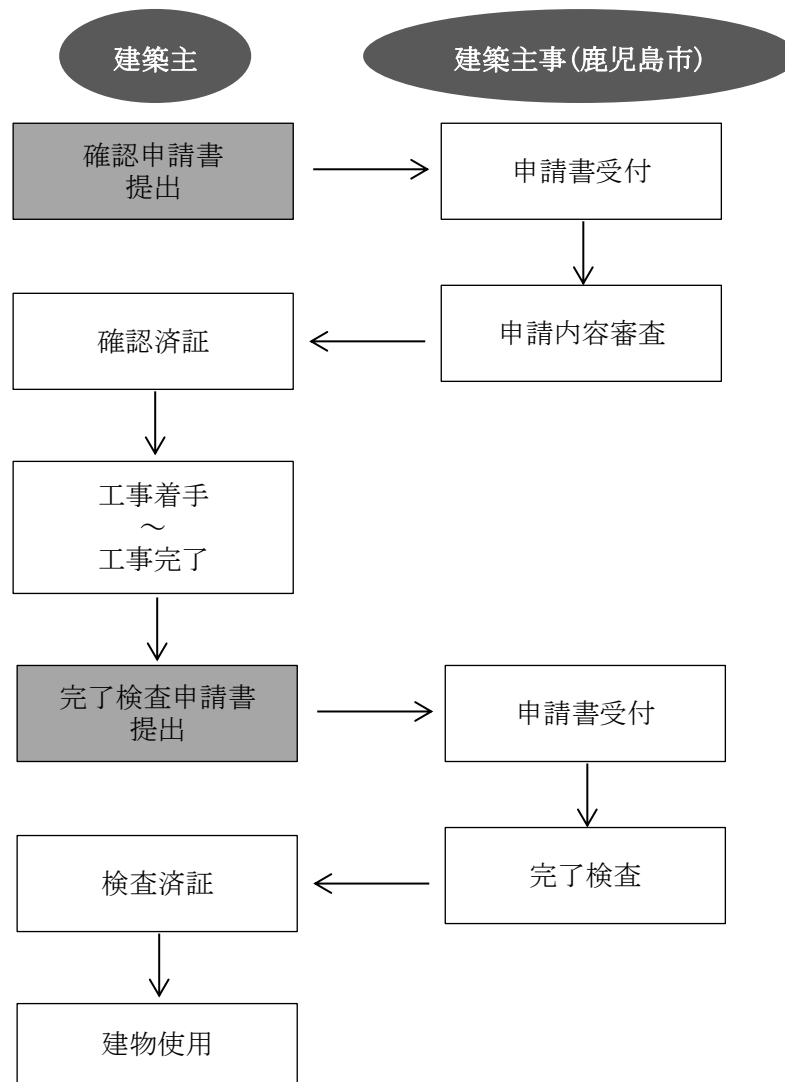 建築主
建築主事(鹿児島市)
確認申請書
提出
申請書受付
申請内容審査
確認済証
工事着手
～
工事完了
完了検査申請書
提出
申請書受付
完了検査
検査済証
建物使用